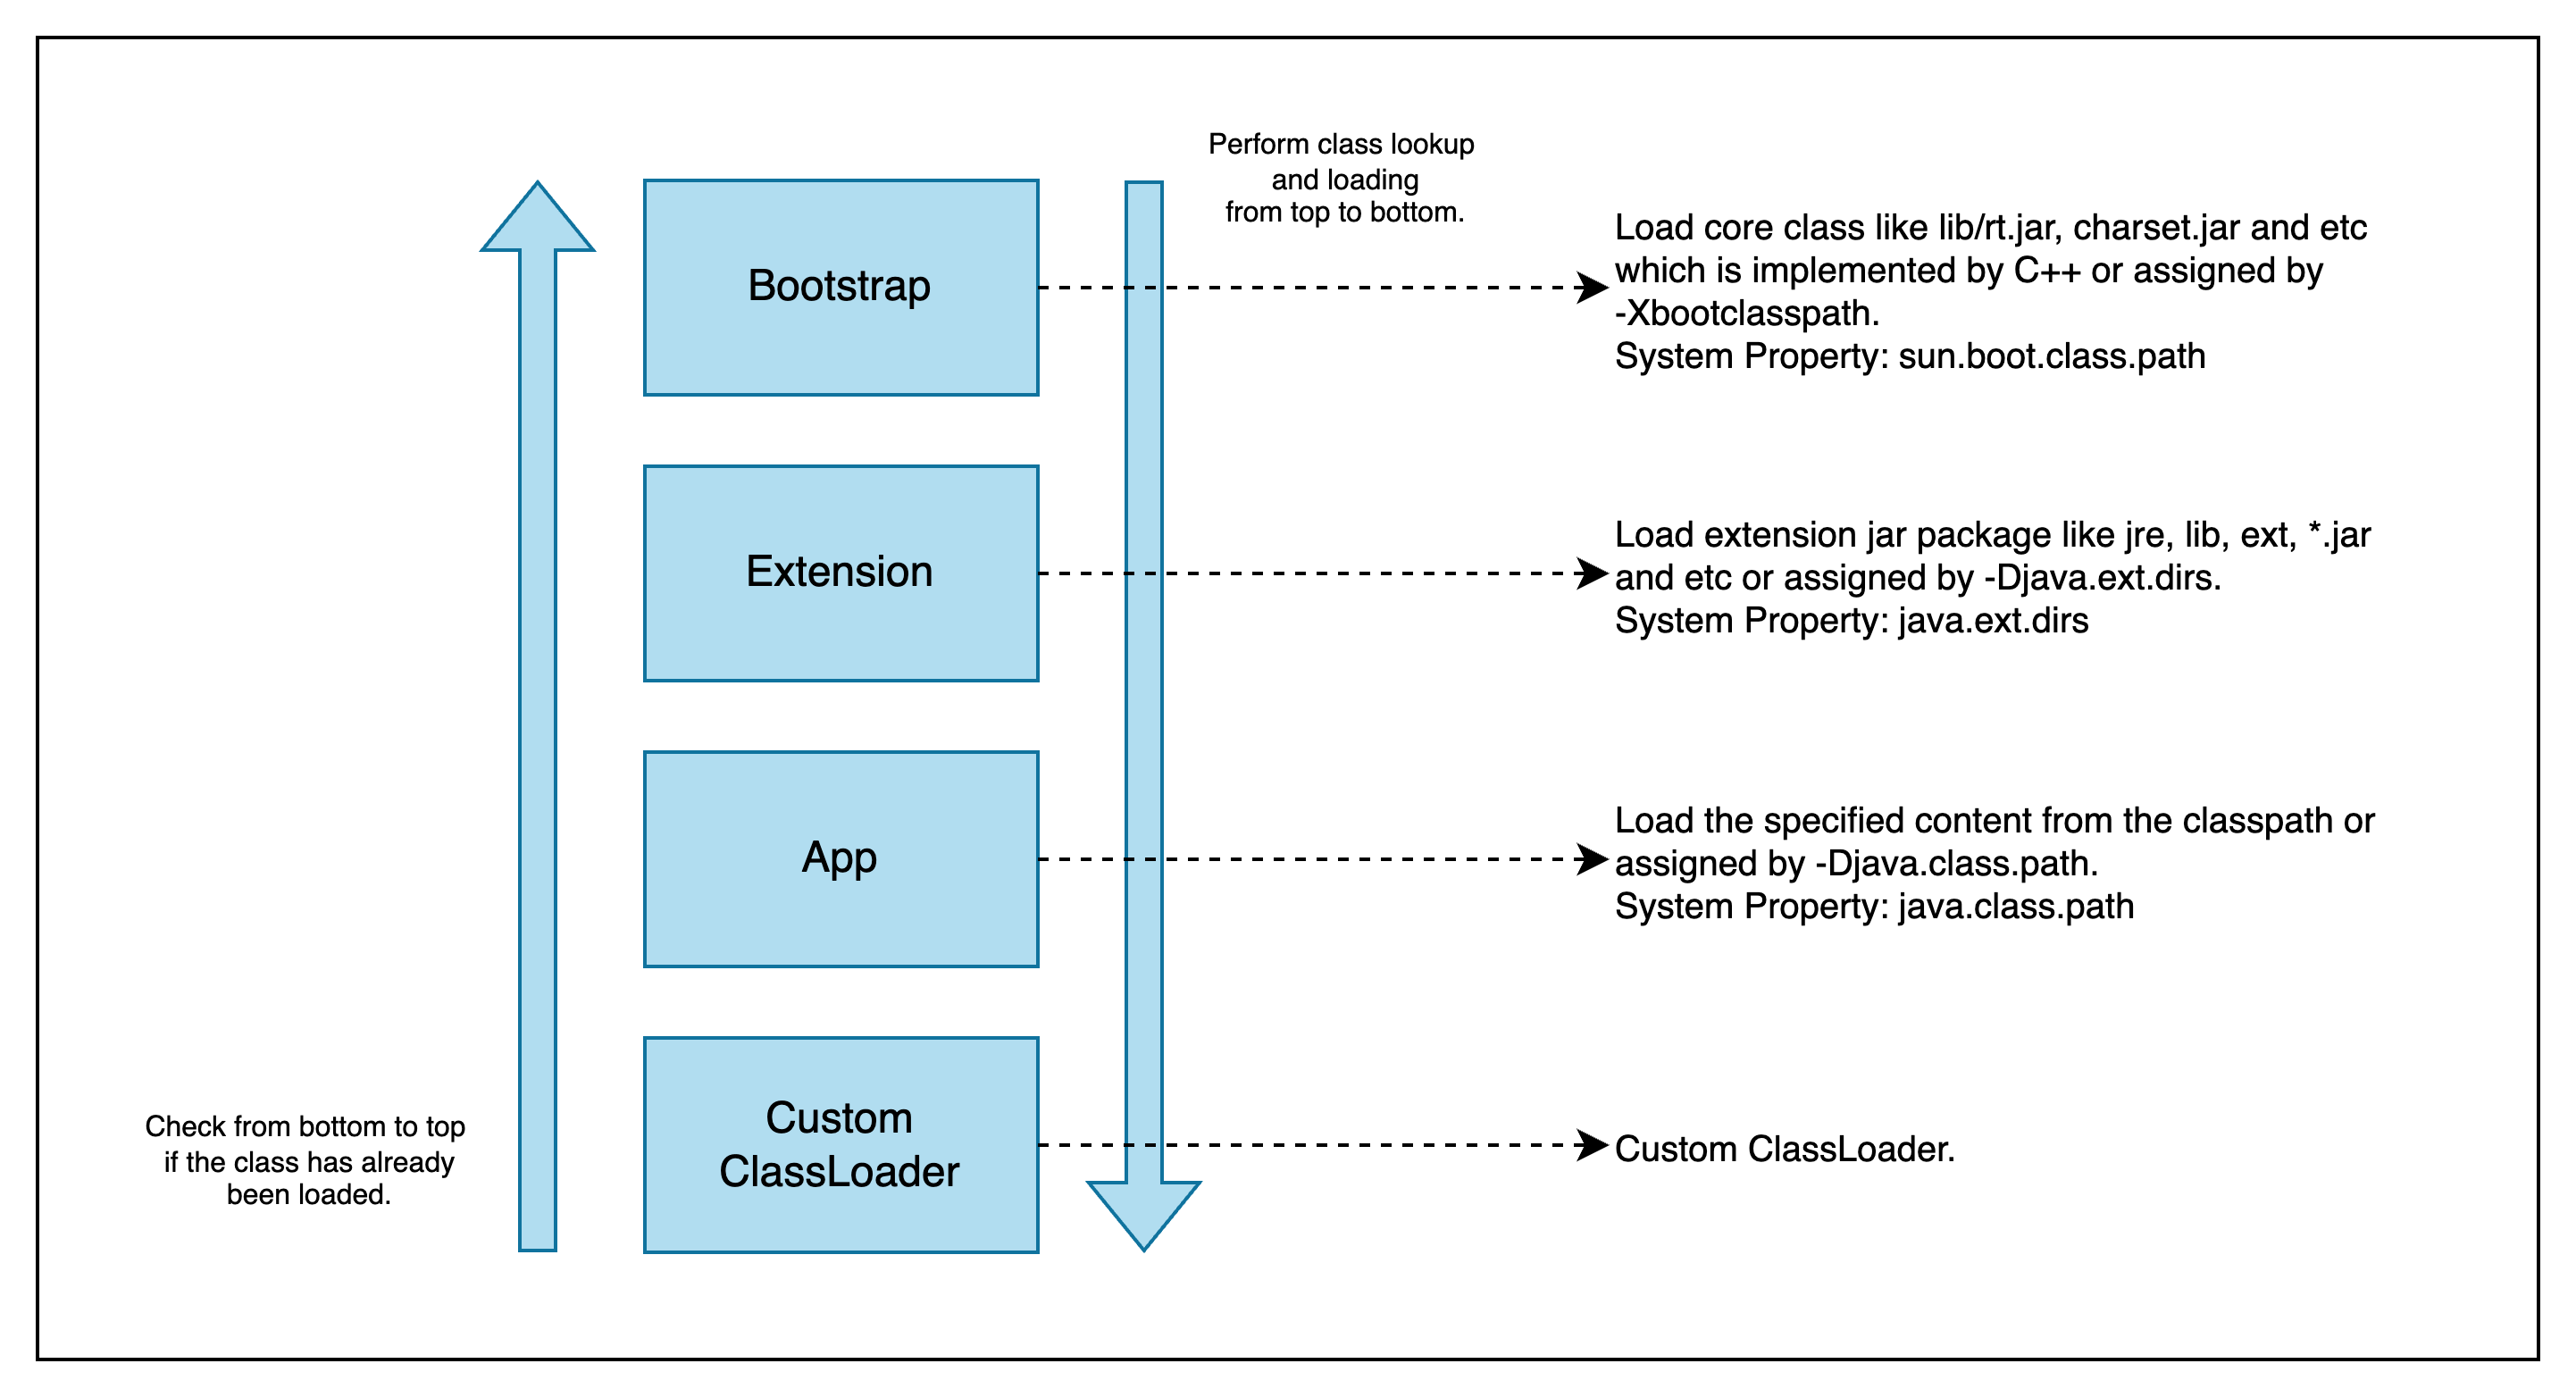 Perform class lookup
and loading
from top to bottom.
Bootstrap
Load core class like lib/rt.jar, charset.jar and etc
which is implemented by C++ or assigned by
-Xbootclasspath.
System Property: sun.boot.class.path
Extension
Load extension jar package like jre, lib, ext, *.jar
and etc or assigned by -Djava.ext.dirs.
System Property: java.ext.dirs
App
Load the specified content from the classpath or
assigned by -Djava.class.path.
System Property: java.class.path
Check from bottom to top
if the class has already
been loaded.
Custom
ClassLoader
Custom ClassLoader.